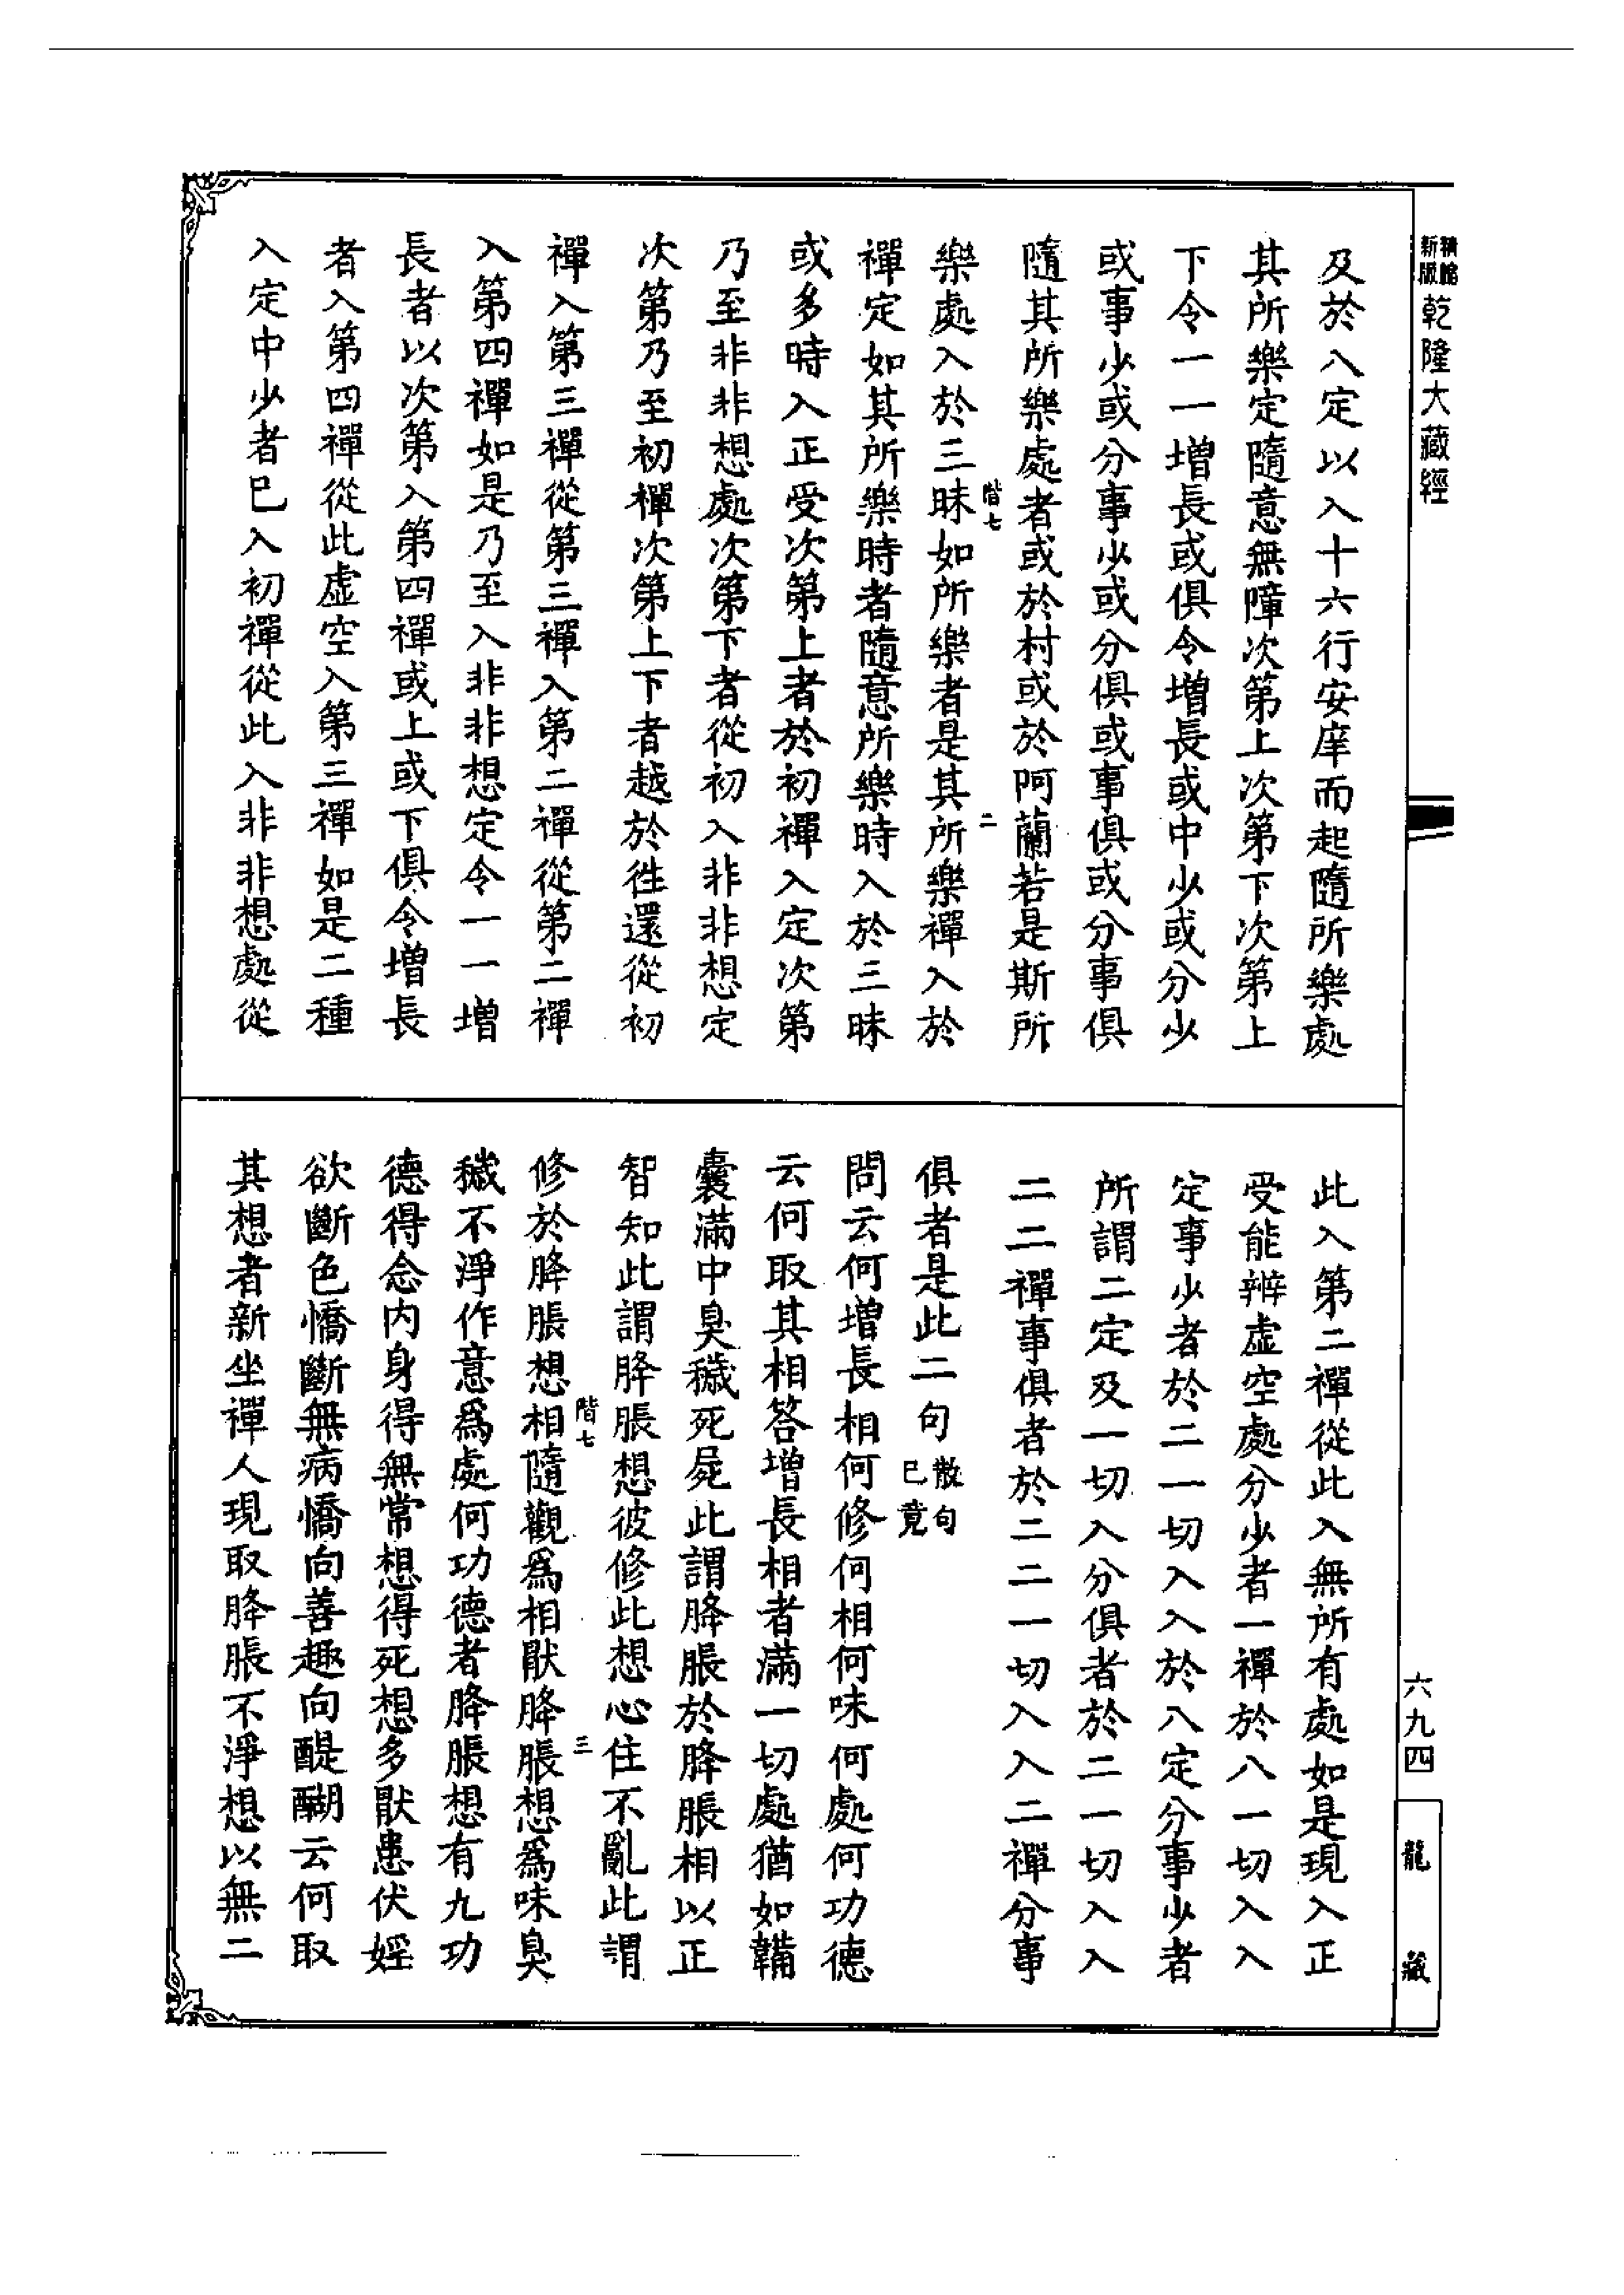 精縮新版
乾隆大藏經
及於八定以入十六行安庠而起隨所樂處
其所樂定隨意無障次第上次第下次第上
下令一一增長或俱令增長或中少或分少
或事少或分事少或分俱或事俱或分事俱
隨其所樂處者或於村或於阿蘭若是斯所
階七
二
樂處入於三昧如所樂者是其所樂禪入於
禪定如其所樂時者隨意所樂時入於三昧
或多時入正受次第上者於初禪入定次第
乃至非非想處次第下者從初入非非想定
次第乃至初禪次第上下者越於徃還從初
禪入第三禪從第三禪入第二禪從第二禪
入第四禪如是乃至入非非想定令一一增
長者以次第入第四禪或上或下俱令增長
者入第四禪從此虛空入第三禪如是二種
入定中少者已入初禪從此入非非想處從
此入第二禪從此入無所有處如是現入正
受能辨虛空處分少者一禪於八一切入入
定事少者於二一切入入於八定分事少者
所謂二定及一切入分俱者於二一切入入
二二禪事俱者於二二一切入入二禪分事
俱者是此二句散句已竟
問云何增長相何修何相何味何處何功德
云何取其相答增長相者滿一切處猶如韛
囊滿中臭穢死屍此謂膖脹於膖脹相以正
智知此謂膖脹想彼修此想心住不亂此謂
階七
三
修於膖脹想相隨觀爲相猒膖脹想爲味臭
穢不淨作意爲處何功德者膖脹想有九功
德得念内身得無常想得死想多猒患伏婬
欲斷色憍斷無病憍向善趣向醍醐云何取
其想者新坐禪人現取膖脹不淨想以無二
六九四
龍藏